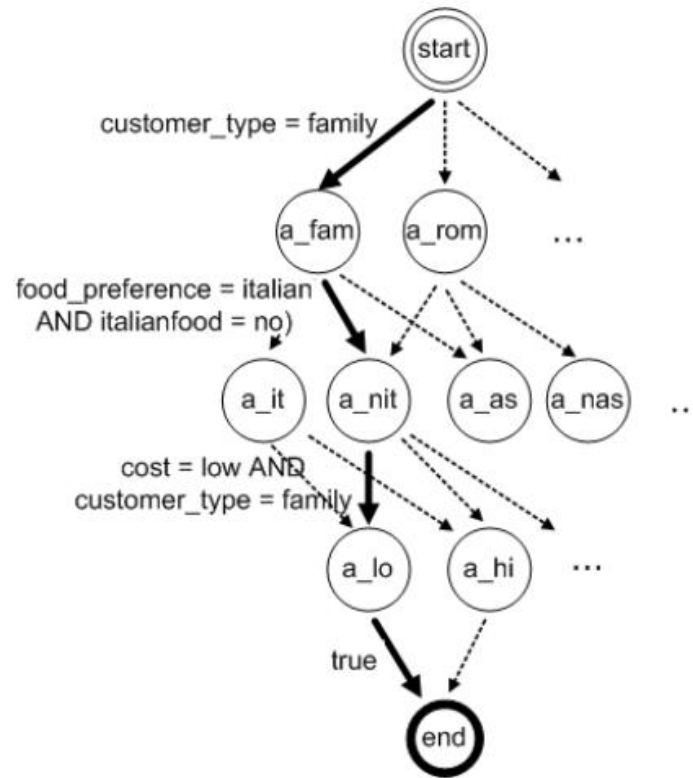 start
customer_type = family
a_fam
a_rom
...
food_preference = italian
AND italianfood = no)
a_it
a_nit
a_as
a_nas
..
cost = low AND
customer_type = family
a_lo
a_hi
...
true
end